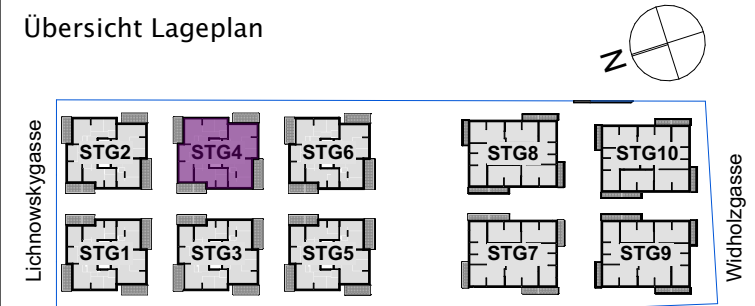 Übersicht Lageplan
N
Lichnowskygasse
STG2 STG4 STG6 STG8 STG10
STG1 STG3 STG5 STG7 STG9
Widholzgasse